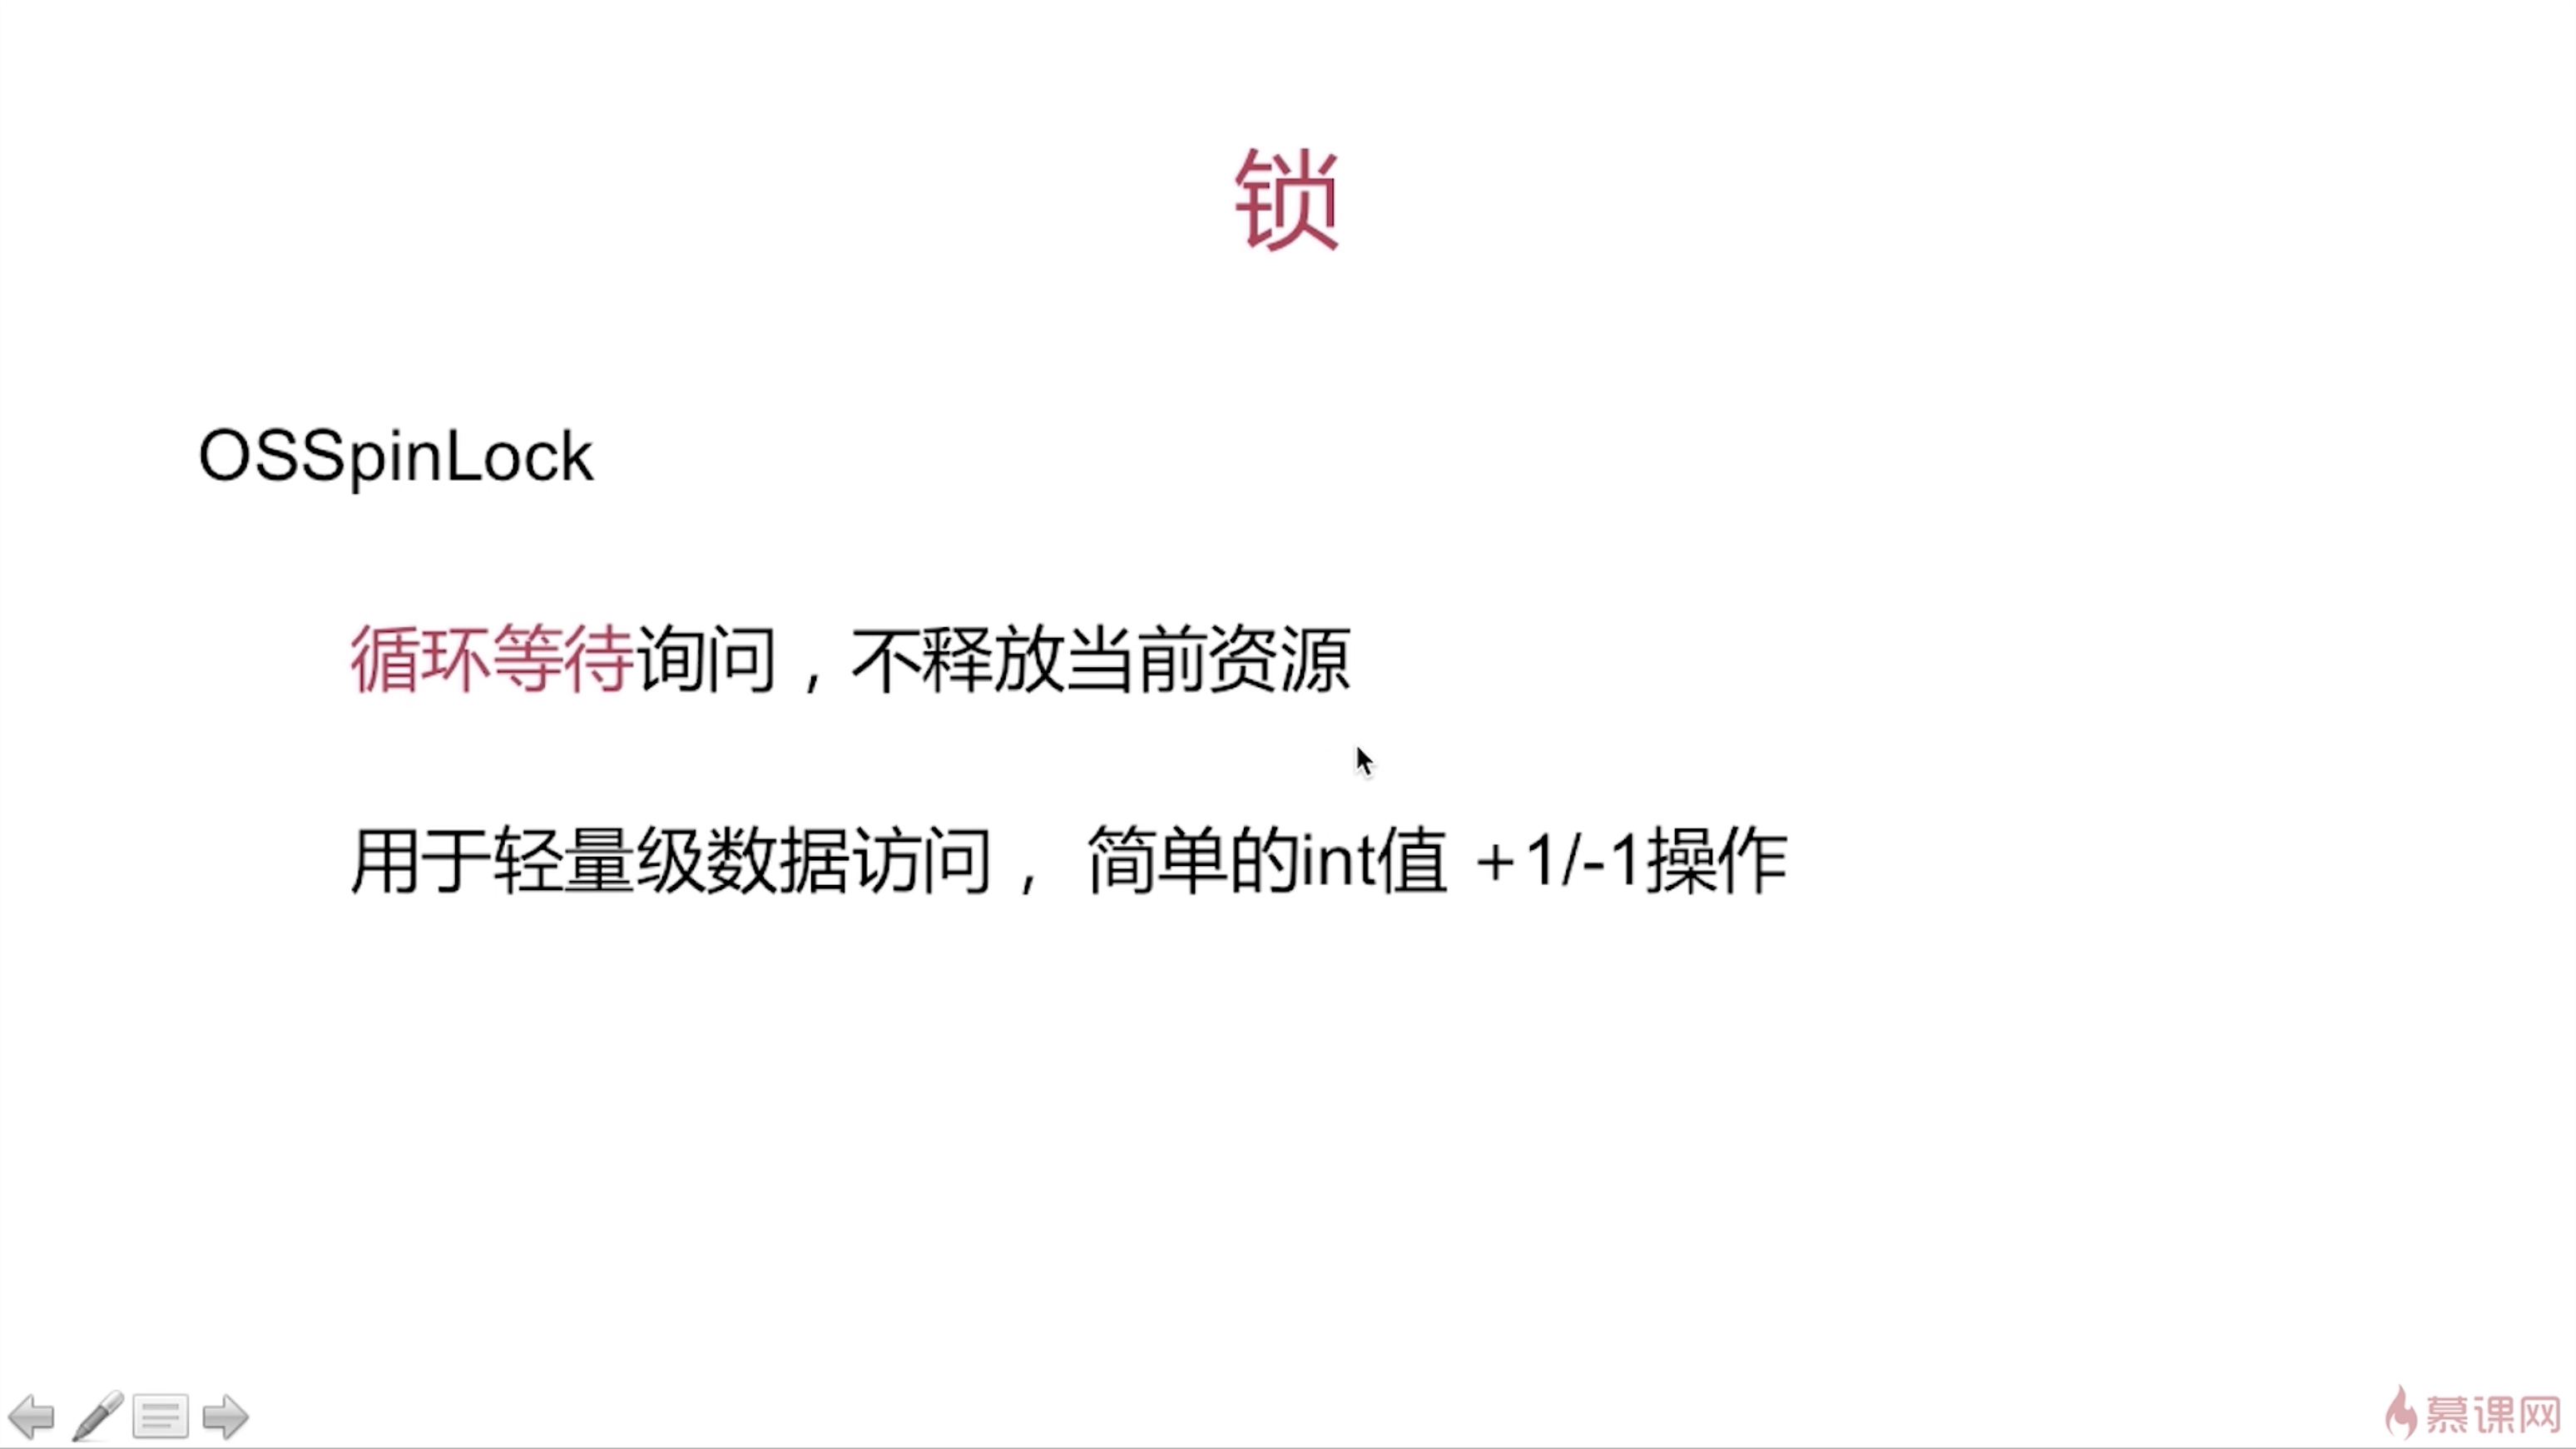 锁
OSSpinLock
循环等待询问，不释放当前资源
用于轻量级数据访问， 简单的int值 +1/-1操作
慕课网